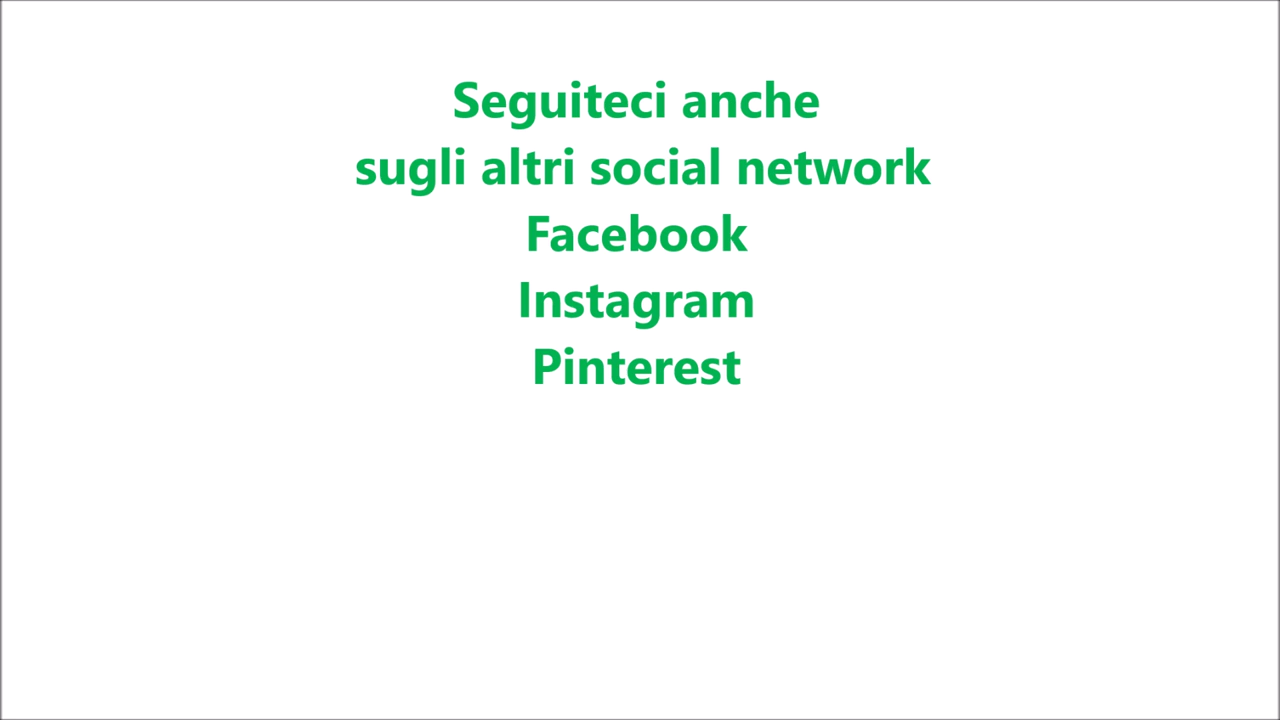 Seguiteci anche
sugli altri social network
Facebook
Instagram
Pinterest